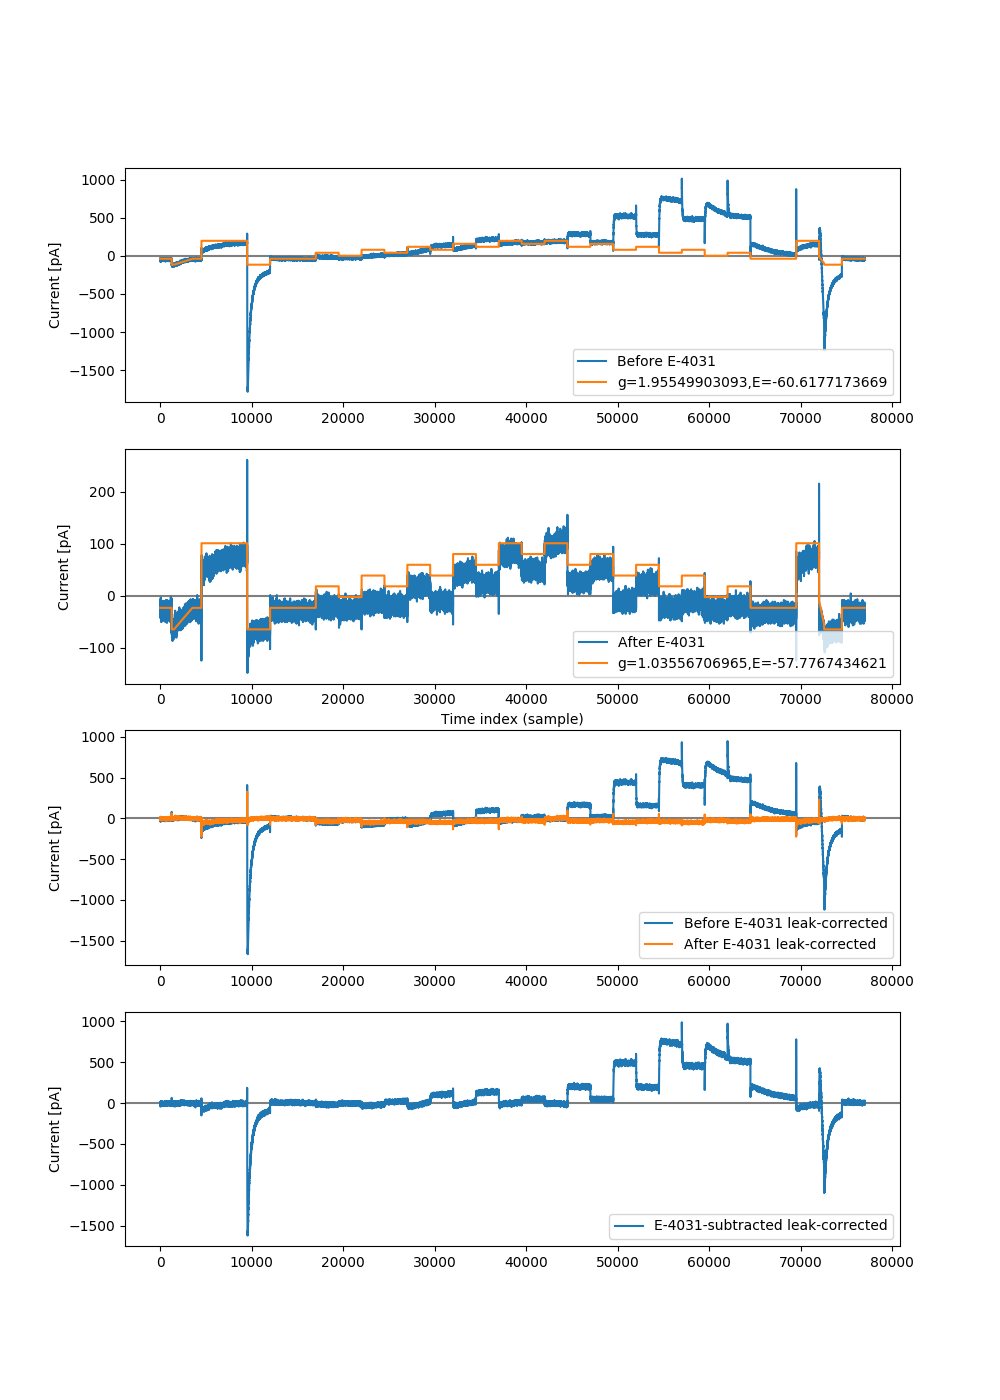 1000
500
0
−500
−1000
−1500
Current [pA]
Before E-4031
g=1.95549903093,E=-60.6177173669
0 10000 20000 30000 40000 50000 60000 70000 80000
200
100
0
−100
Current [pA]
After E-4031
g=1.03556706965,E=-57.7767434621
0 10000 20000 30000 40000 50000 60000 70000 80000
Time index (sample)
1000
500
0
−500
−1000
−1500
Current [pA]
Before E-4031 leak-corrected
After E-4031 leak-corrected
0 10000 20000 30000 40000 50000 60000 70000 80000
1000
500
0
−500
−1000
−1500
Current [pA]
E-4031-subtracted leak-corrected
0 10000 20000 30000 40000 50000 60000 70000 80000